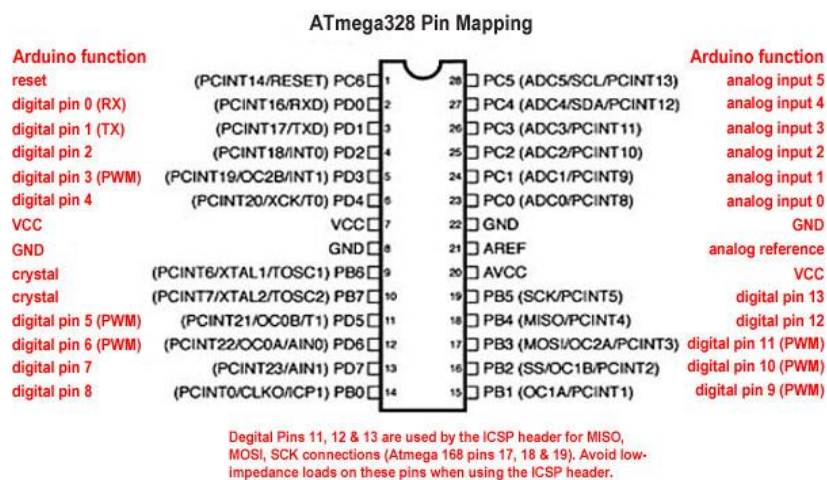 ATmega328 Pin Mapping
Arduino function Arduino function
reset (PCINT14/RESET) PC6 1 28 PC5 (ADC5/SCL/PCINT13) analog input 5
digital pin 0 (RX) (PCINT16/RXD) PD0 2 27 PC4 (ADC4/SDA/PCINT12) analog input 4
digital pin 1 (TX) (PCINT17/TXD) PD1 3 26 PC3 (ADC3/PCINT11) analog input 3
digital pin 2 (PCINT18/INT0) PD2 4 25 PC2 (ADC2/PCINT10) analog input 2
digital pin 3 (PWM) (PCINT19/OC2B/INT1) PD3 5 24 PC1 (ADC1/PCINT9) analog input 1
digital pin 4 (PCINT20/XCK/T0) PD4 6 23 PC0 (ADC0/PCINT8) analog input 0
VCC VCC 7 22 GND GND
GND GND 8 21 AREF analog reference
crystal (PCINT6/XTAL1/TOSC1) PB6 9 20 AVCC VCC
crystal (PCINT7/XTAL2/TOSC2) PB7 10 19 PB5 (SCK/PCINT5) digital pin 13
digital pin 5 (PWM) (PCINT21/OC0B/T1) PD5 11 18 PB4 (MISO/PCINT4) digital pin 12
digital pin 6 (PWM) (PCINT22/OC0A/AIN0) PD6 12 17 PB3 (MOSI/OC2A/PCINT3) digital pin 11 (PWM)
digital pin 7 (PCINT23/AIN1) PD7 13 16 PB2 (SS/OC1B/PCINT2) digital pin 10 (PWM)
digital pin 8 (PCINT0/CLKO/ICP1) PB0 14 15 PB1 (OC1A/PCINT1) digital pin 9 (PWM)
Degital Pins 11, 12 & 13 are used by the ICSP header for MISO,
MOSI, SCK connections (Atmega 168 pins 17, 18 & 19). Avoid low-
impedance loads on these pins when using the ICSP header.